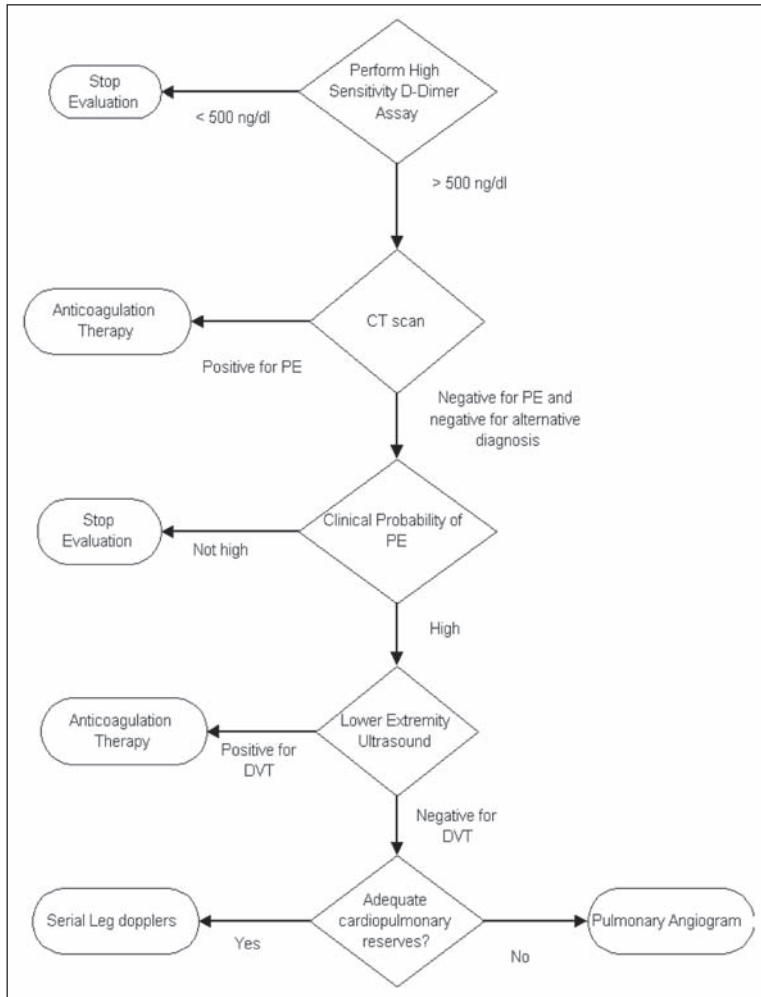 Perform High
Sensitivity D-Dimer
Assay
Stop
Evaluation
< 500 ng/dl
> 500 ng/dl
Anticoagulation
Therapy
CT scan
Positive for PE
Negative for PE and
negative for alternative
diagnosis
Clinical Probability of
PE
Stop
Evaluation
Not high
High
Anticoagulation
Therapy
Lower Extremity
Ultrasound
Positive for
DVT
Negative for
DVT
Serial Leg dopplers
Adequate
cardiopulmonary
reserves?
Pulmonary Angiogram
Yes
No